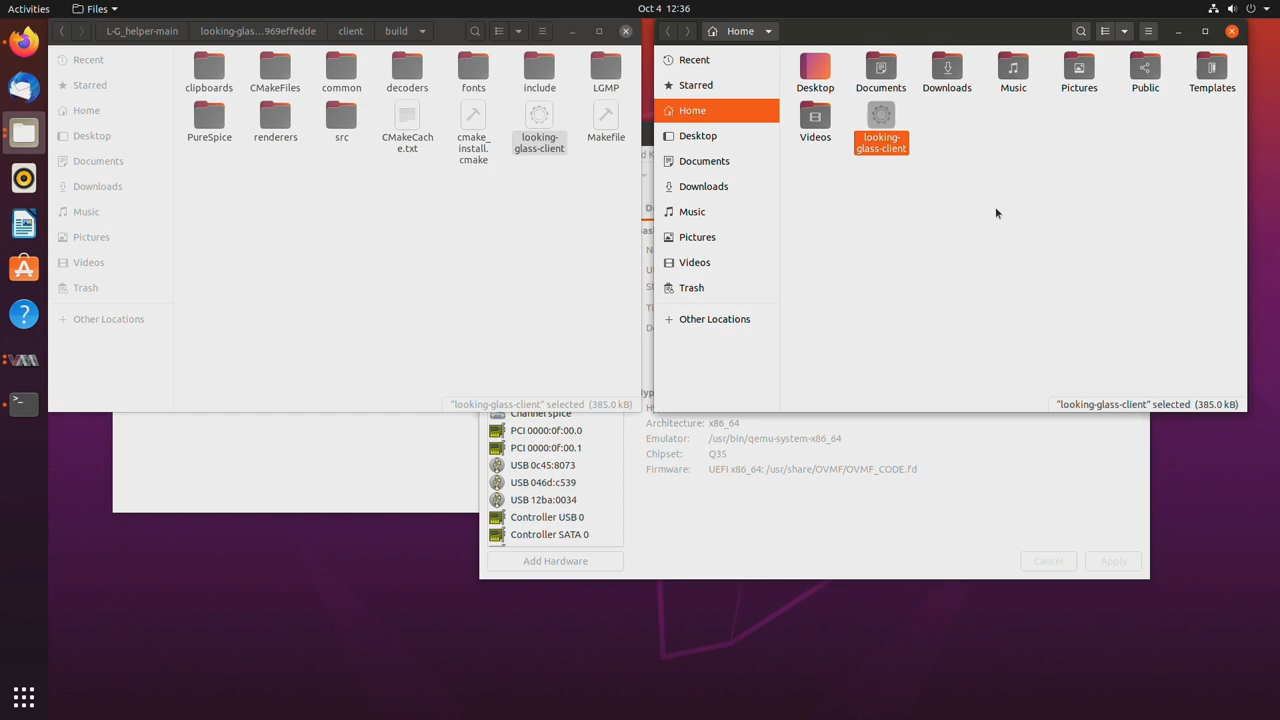 Activities
Files
Oct 4 12:36
L-G_helper-main
looking-glas…969effedde
client
build
Home
Recent
Starred
Home
Desktop
Documents
Downloads
Music
Pictures
Videos
Trash
Other Locations
clipboards
CMakeFiles
common
decoders
fonts
include
LGMP
PureSpice
renderers
src
CMakeCach
e.txt
cmake_
install.
cmake
looking-
glass-client
Makefile
"looking-glass-client" selected (385.0 kB)
Recent
Starred
Home
Desktop
Documents
Downloads
Music
Pictures
Videos
Trash
Other Locations
Desktop
Documents
Downloads
Music
Pictures
Public
Templates
Videos
looking-
glass-client
"looking-glass-client" selected (385.0 kB)
Channel spice
PCI 0000:0f:00.0
PCI 0000:0f:00.1
USB 0c45:8073
USB 046d:c539
USB 12ba:0034
Controller USB 0
Controller SATA 0
Add Hardware
Architecture: x86_64
Emulator: /usr/bin/qemu-system-x86_64
Chipset: Q35
Firmware: UEFI x86_64: /usr/share/OVMF/OVMF_CODE.fd
Cancel
Apply